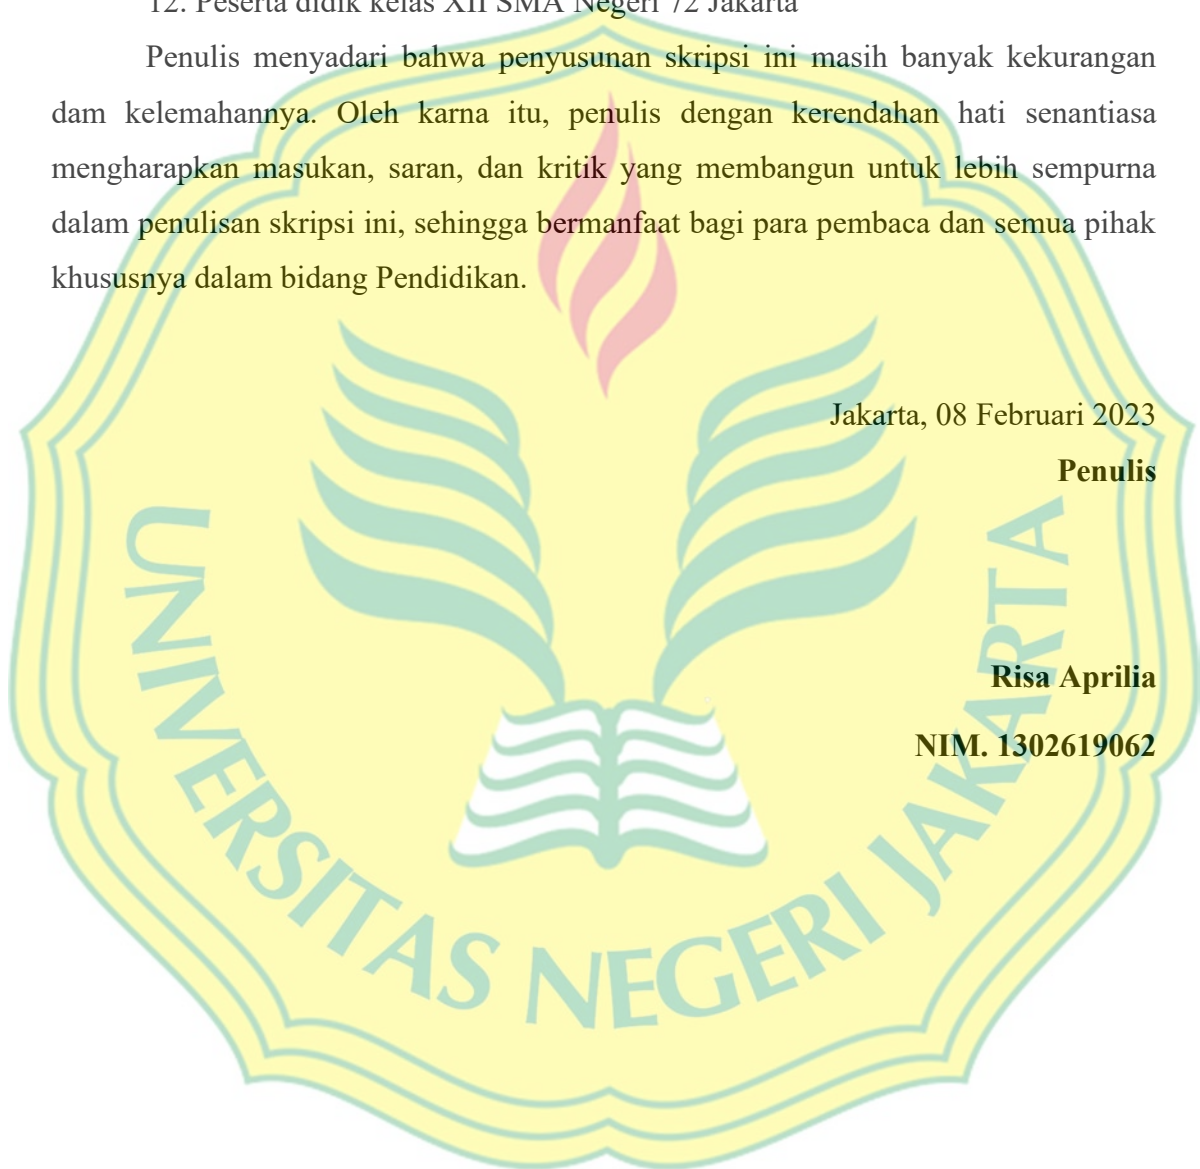 12. Peserta didik kelas XII SMA Negeri 72 Jakarta
Penulis menyadari bahwa penyusunan skripsi ini masih banyak kekurangan
dam kelemahannya. Oleh karna itu, penulis dengan kerendahan hati senantiasa
mengharapkan masukan, saran, dan kritik yang membangun untuk lebih sempurna
dalam penulisan skripsi ini, sehingga bermanfaat bagi para pembaca dan semua pihak
khususnya dalam bidang Pendidikan.
Jakarta, 08 Februari 2023
Penulis
Risa Aprilia
NIM. 1302619062
UNIVERSITAS NEGERI JAKARTA